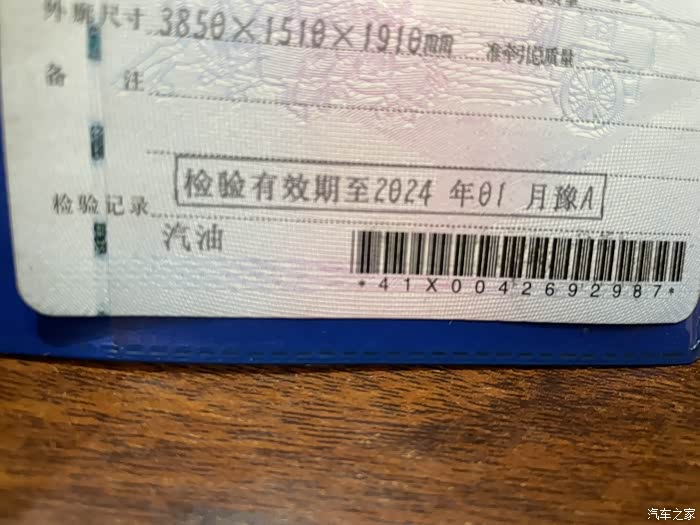 外廓尺寸 3850×1510×1910mm 准牵引总质量 --
备 注
检验记录 检验有效期至2024 年01 月豫A
汽油
*41X0042692987*
汽车之家